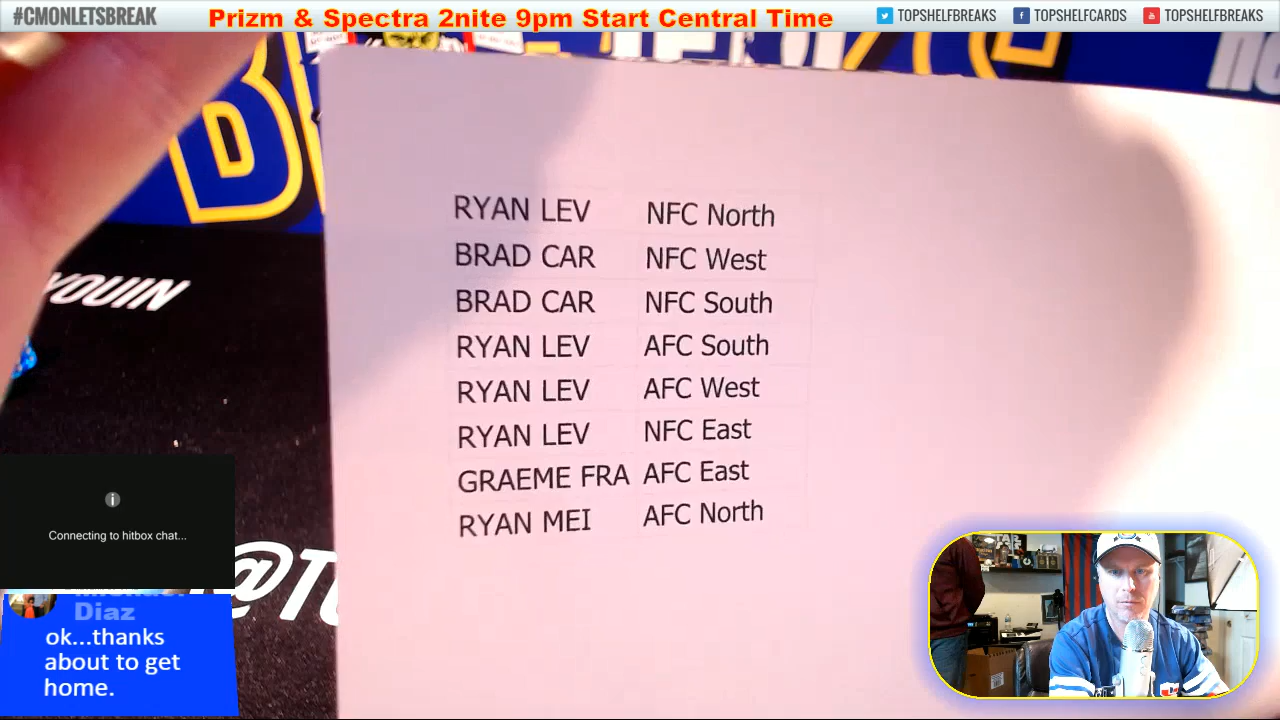 #CMONLETSBREAK
Prizm & Spectra 2nite 9pm Start Central Time
TOPSHELFBREAKS
TOPSHELFCARDS
TOPSHELFBREAKS
RYAN LEV NFC North
BRAD CAR NFC West
BRAD CAR NFC South
RYAN LEV AFC South
RYAN LEV AFC West
RYAN LEV NFC East
GRAEME FRA AFC East
RYAN MEI AFC North
YOUIN
Connecting to hitbox chat...
Diaz
ok...thanks
about to get
home.